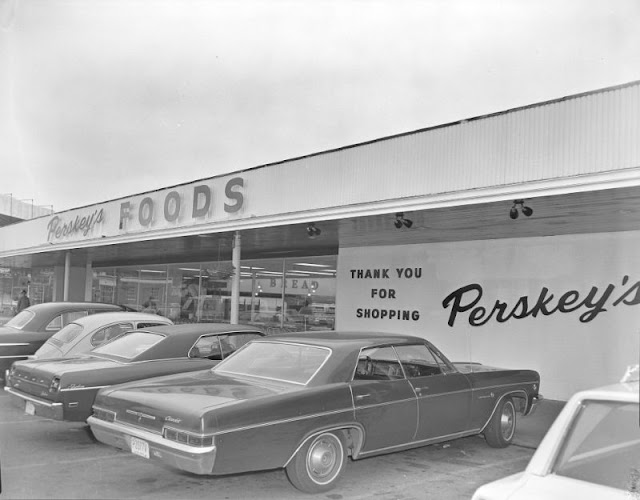 Perskey's FOODS
BREAD
THANK YOU
FOR
SHOPPING
Perskey's